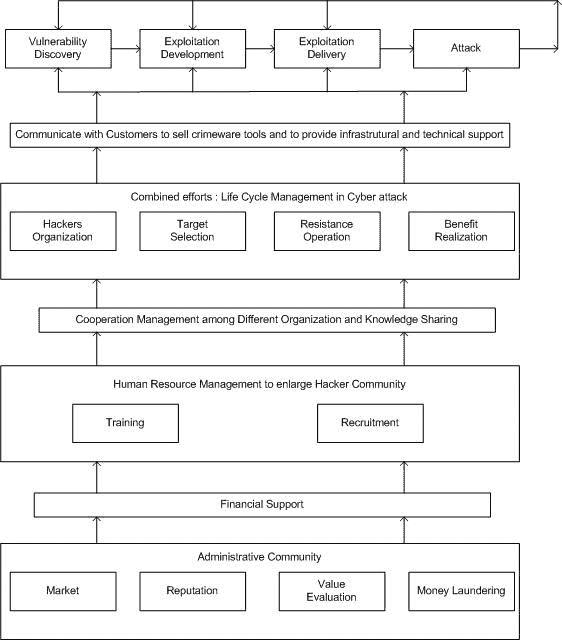 Vulnerability
Discovery
Exploitation
Development
Exploitation
Delivery
Attack
Communicate with Customers to sell crimeware tools and to provide infrastrutural and technical support
Combined efforts : Life Cycle Management in Cyber attack
Hackers
Organization
Target
Selection
Resistance
Operation
Benefit
Realization
Cooperation Management among Different Organization and Knowledge Sharing
Human Resource Management to enlarge Hacker Community
Training
Recruitment
Financial Support
Administrative Community
Market
Reputation
Value
Evaluation
Money Laundering